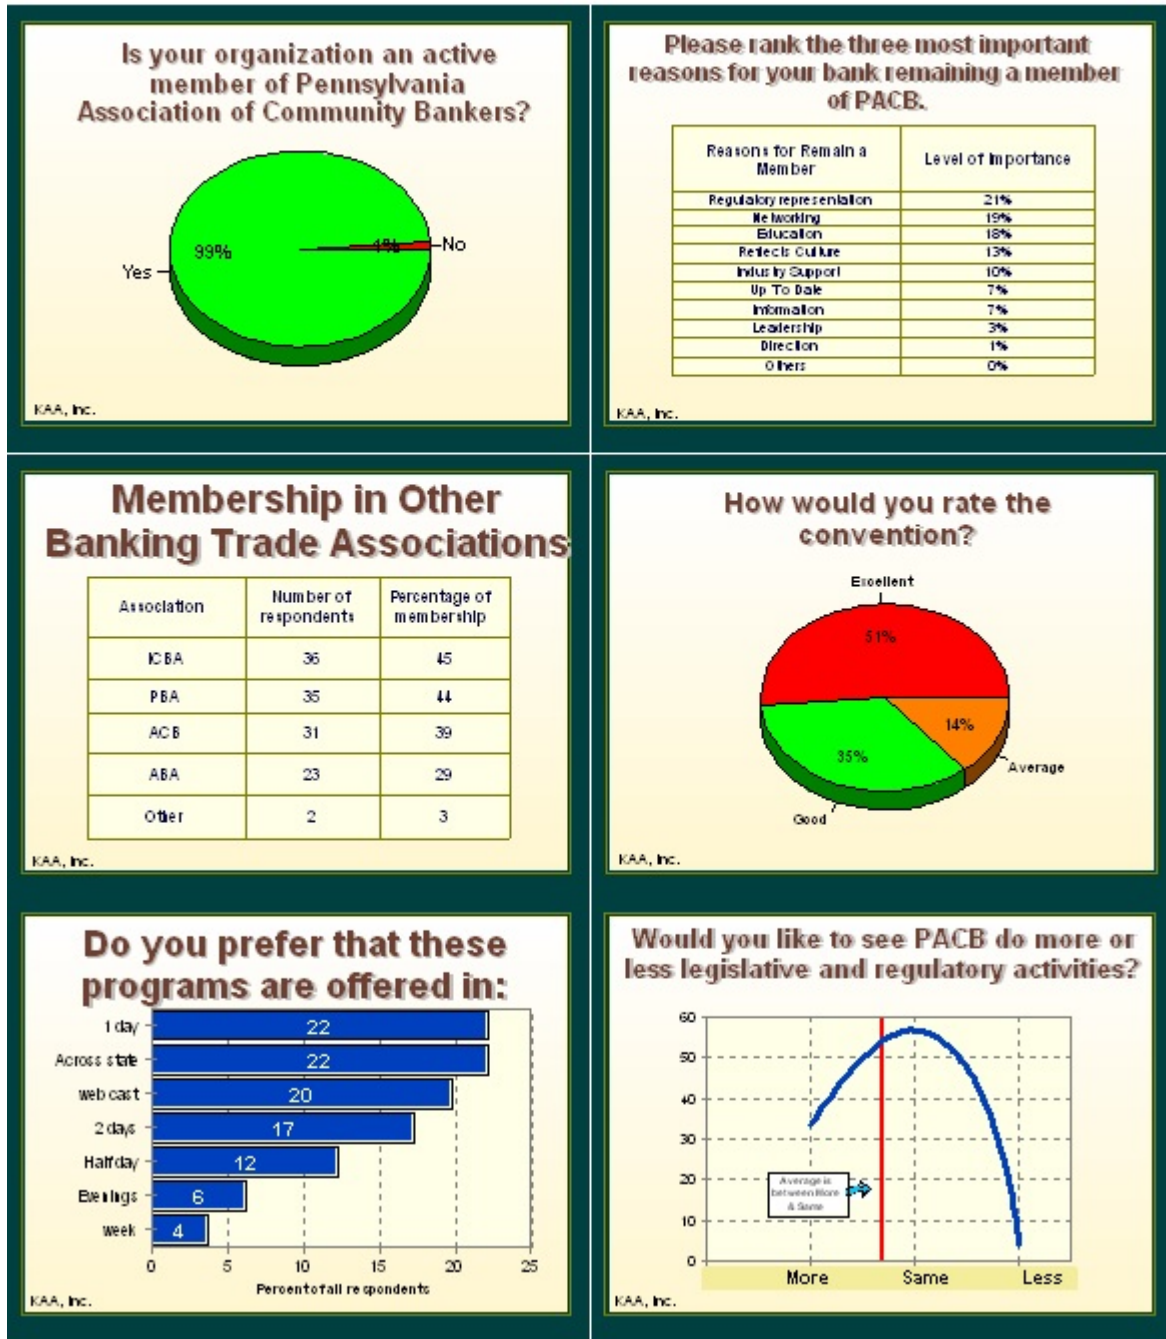 Is your organization an active
member of Pennsylvania
Association of Community Bankers?
99%
1%
No
Yes
KAA, Inc.
Please rank the three most important
reasons for your bank remaining a member
of PACB.
Reasons for Remain a
Member
Level of Importance
Regulatory representation 21%
Networking 19%
Education 18%
Reflects Culture 13%
Industry Support 10%
Up To Date 7%
Information 7%
Leadership 3%
Direction 1%
Others 0%
KAA, Inc.
Membership in Other
Banking Trade Associations
Association
Number of
respondents
Percentage of
membership
ICBA 36 45
PBA 35 44
ACB 31 39
ABA 23 29
Other 2 3
KAA, Inc.
How would you rate the
convention?
Excellent
51%
14%
35%
Average
Good
KAA, Inc.
Do you prefer that these
programs are offered in:
1 day 22
Across state 22
web cast 20
2 days 17
Half day 12
Evenings 6
week 4
0 5 10 15 20 25
Percent of all respondents
KAA, Inc.
Would you like to see PACB do more or
less legislative and regulatory activities?
60
50
40
30
20
10
0
Average is
between More
& Same
More Same Less
KAA, Inc.